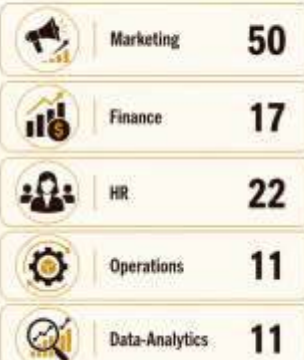 Marketing 50
Finance 17
HR 22
Operations 11
Data-Analytics 11